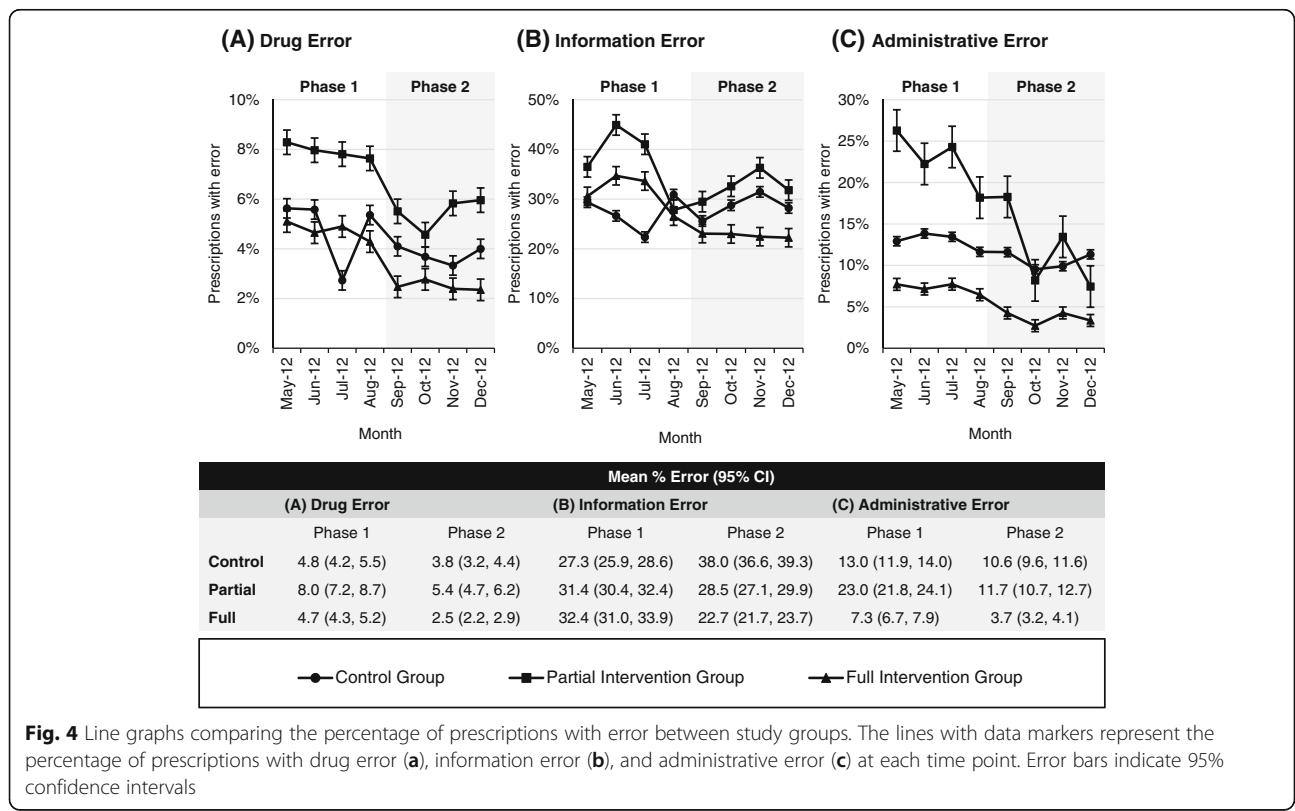 (A) Drug Error
(B) Information Error
(C) Administrative Error
Phase 1 Phase 2
10%
8%
6%
4%
2%
0%
Prescriptions with error
May-12 Jun-12 Jul-12 Aug-12 Sep-12 Oct-12 Nov-12 Dec-12
Month
Phase 1 Phase 2
50%
40%
30%
20%
10%
0%
Prescriptions with error
May-12 Jun-12 Jul-12 Aug-12 Sep-12 Oct-12 Nov-12 Dec-12
Month
Phase 1 Phase 2
30%
25%
20%
15%
10%
5%
0%
Prescriptions with error
May-12 Jun-12 Jul-12 Aug-12 Sep-12 Oct-12 Nov-12 Dec-12
Month
Mean % Error (95% CI)
(A) Drug Error (B) Information Error (C) Administrative Error
Phase 1 Phase 2 Phase 1 Phase 2 Phase 1 Phase 2
Control 4.8 (4.2, 5.5) 3.8 (3.2, 4.4) 27.3 (25.9, 28.6) 38.0 (36.6, 39.3) 13.0 (11.9, 14.0) 10.6 (9.6, 11.6)
Partial 8.0 (7.2, 8.7) 5.4 (4.7, 6.2) 31.4 (30.4, 32.4) 28.5 (27.1, 29.9) 23.0 (21.8, 24.1) 11.7 (10.7, 12.7)
Full 4.7 (4.3, 5.2) 2.5 (2.2, 2.9) 32.4 (31.0, 33.9) 22.7 (21.7, 23.7) 7.3 (6.7, 7.9) 3.7 (3.2, 4.1)
Control Group Partial Intervention Group Full Intervention Group
Fig. 4 Line graphs comparing the percentage of prescriptions with error between study groups. The lines with data markers represent the
percentage of prescriptions with drug error (a), information error (b), and administrative error (c) at each time point. Error bars indicate 95%
confidence intervals